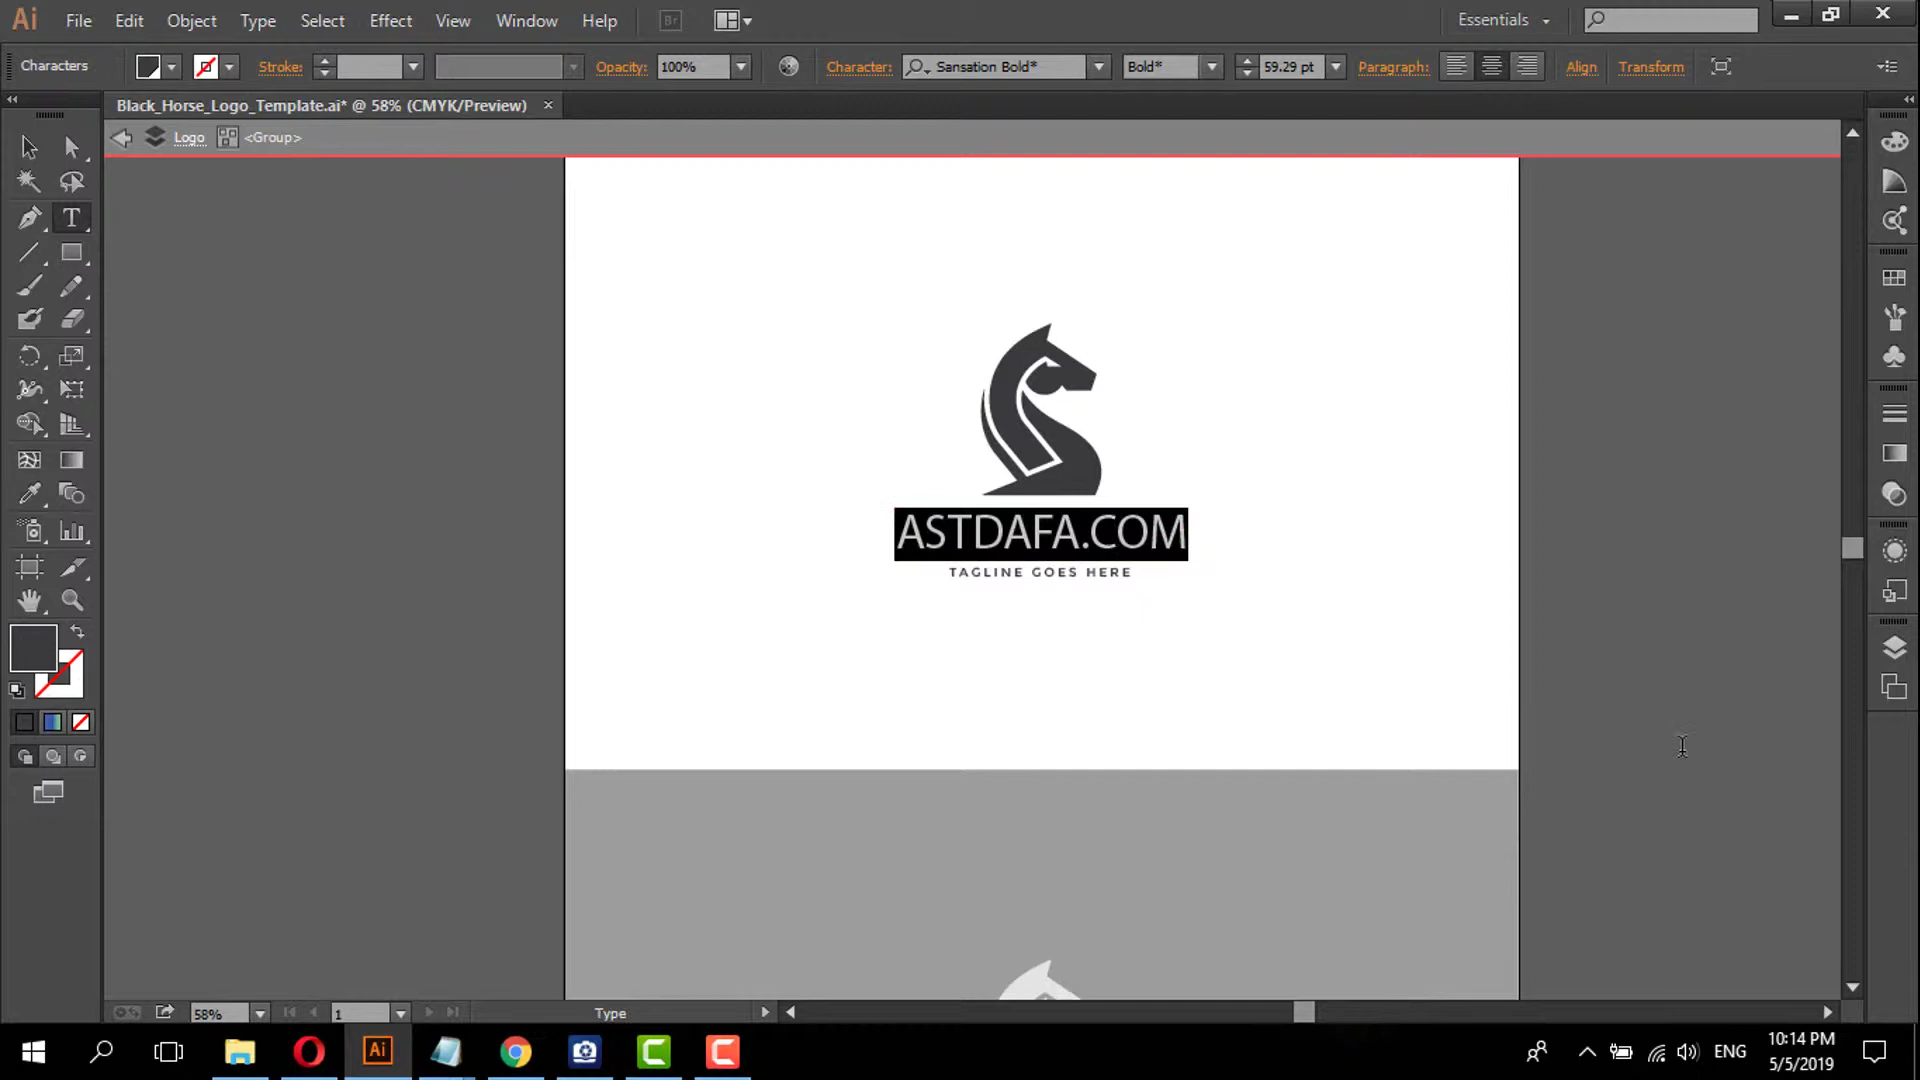 Ai File Edit Object Type Select Effect View Window Help Br Essentials
Characters Stroke: Opacity: 100% Character: Sansation Bold* Bold* 59.29 pt Paragraph: Align Transform
Black_Horse_Logo_Template.ai* @ 58% (CMYK/Preview)
Logo <Group>
T
ASTDAFA.COM
TAGLINE GOES HERE
58% 1 Type
Ai ENG 10:14 PM
5/5/2019